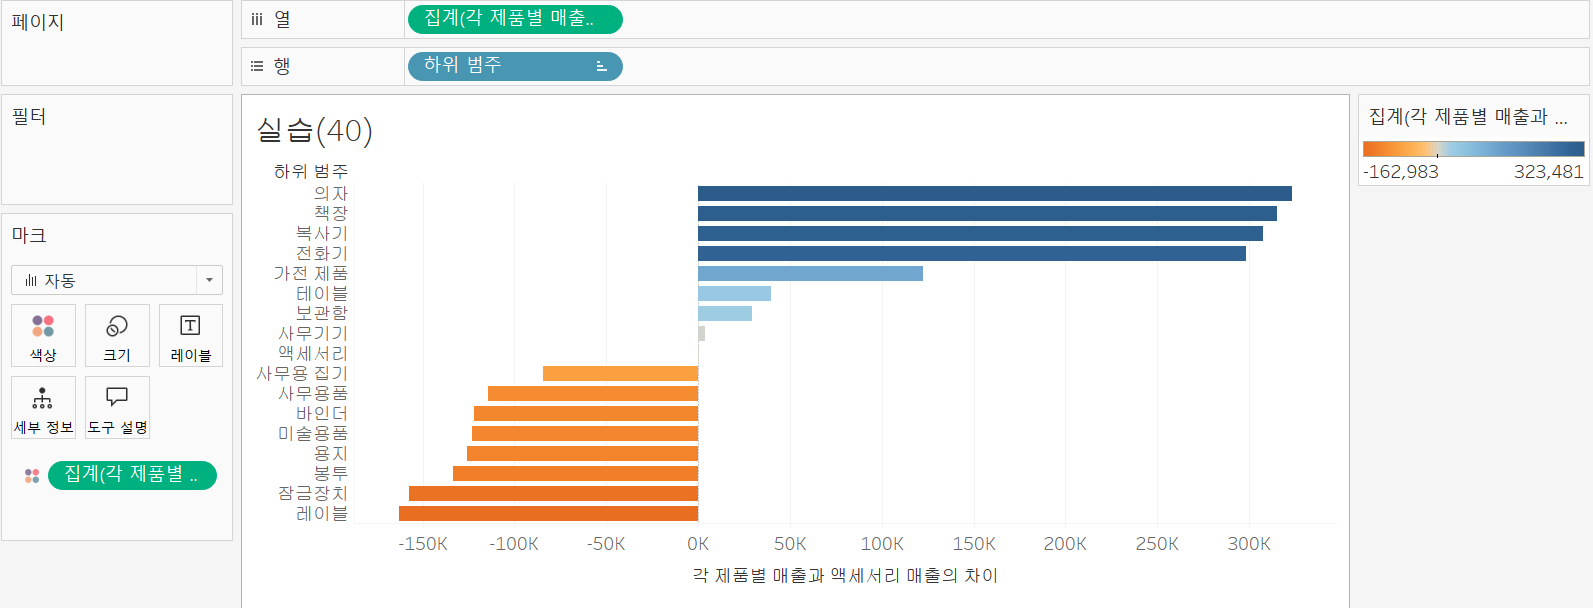 페이지
iii 열
집계(각 제품별 매출..
행
하위 범주
필터
마크
자동
색상
크기
레이블
세부 정보
도구 설명
집계(각 제품별 ..
실습(40)
하위 범주
의자
책장
복사기
전화기
가전 제품
테이블
보관함
사무기기
액세서리
사무용 집기
사무용품
바인더
미술용품
용지
봉투
잠금장치
레이블
-150K
-100K
-50K
0K
50K
100K
150K
200K
250K
300K
각 제품별 매출과 액세서리 매출의 차이
집계(각 제품별 매출과 ...
-162,983
323,481